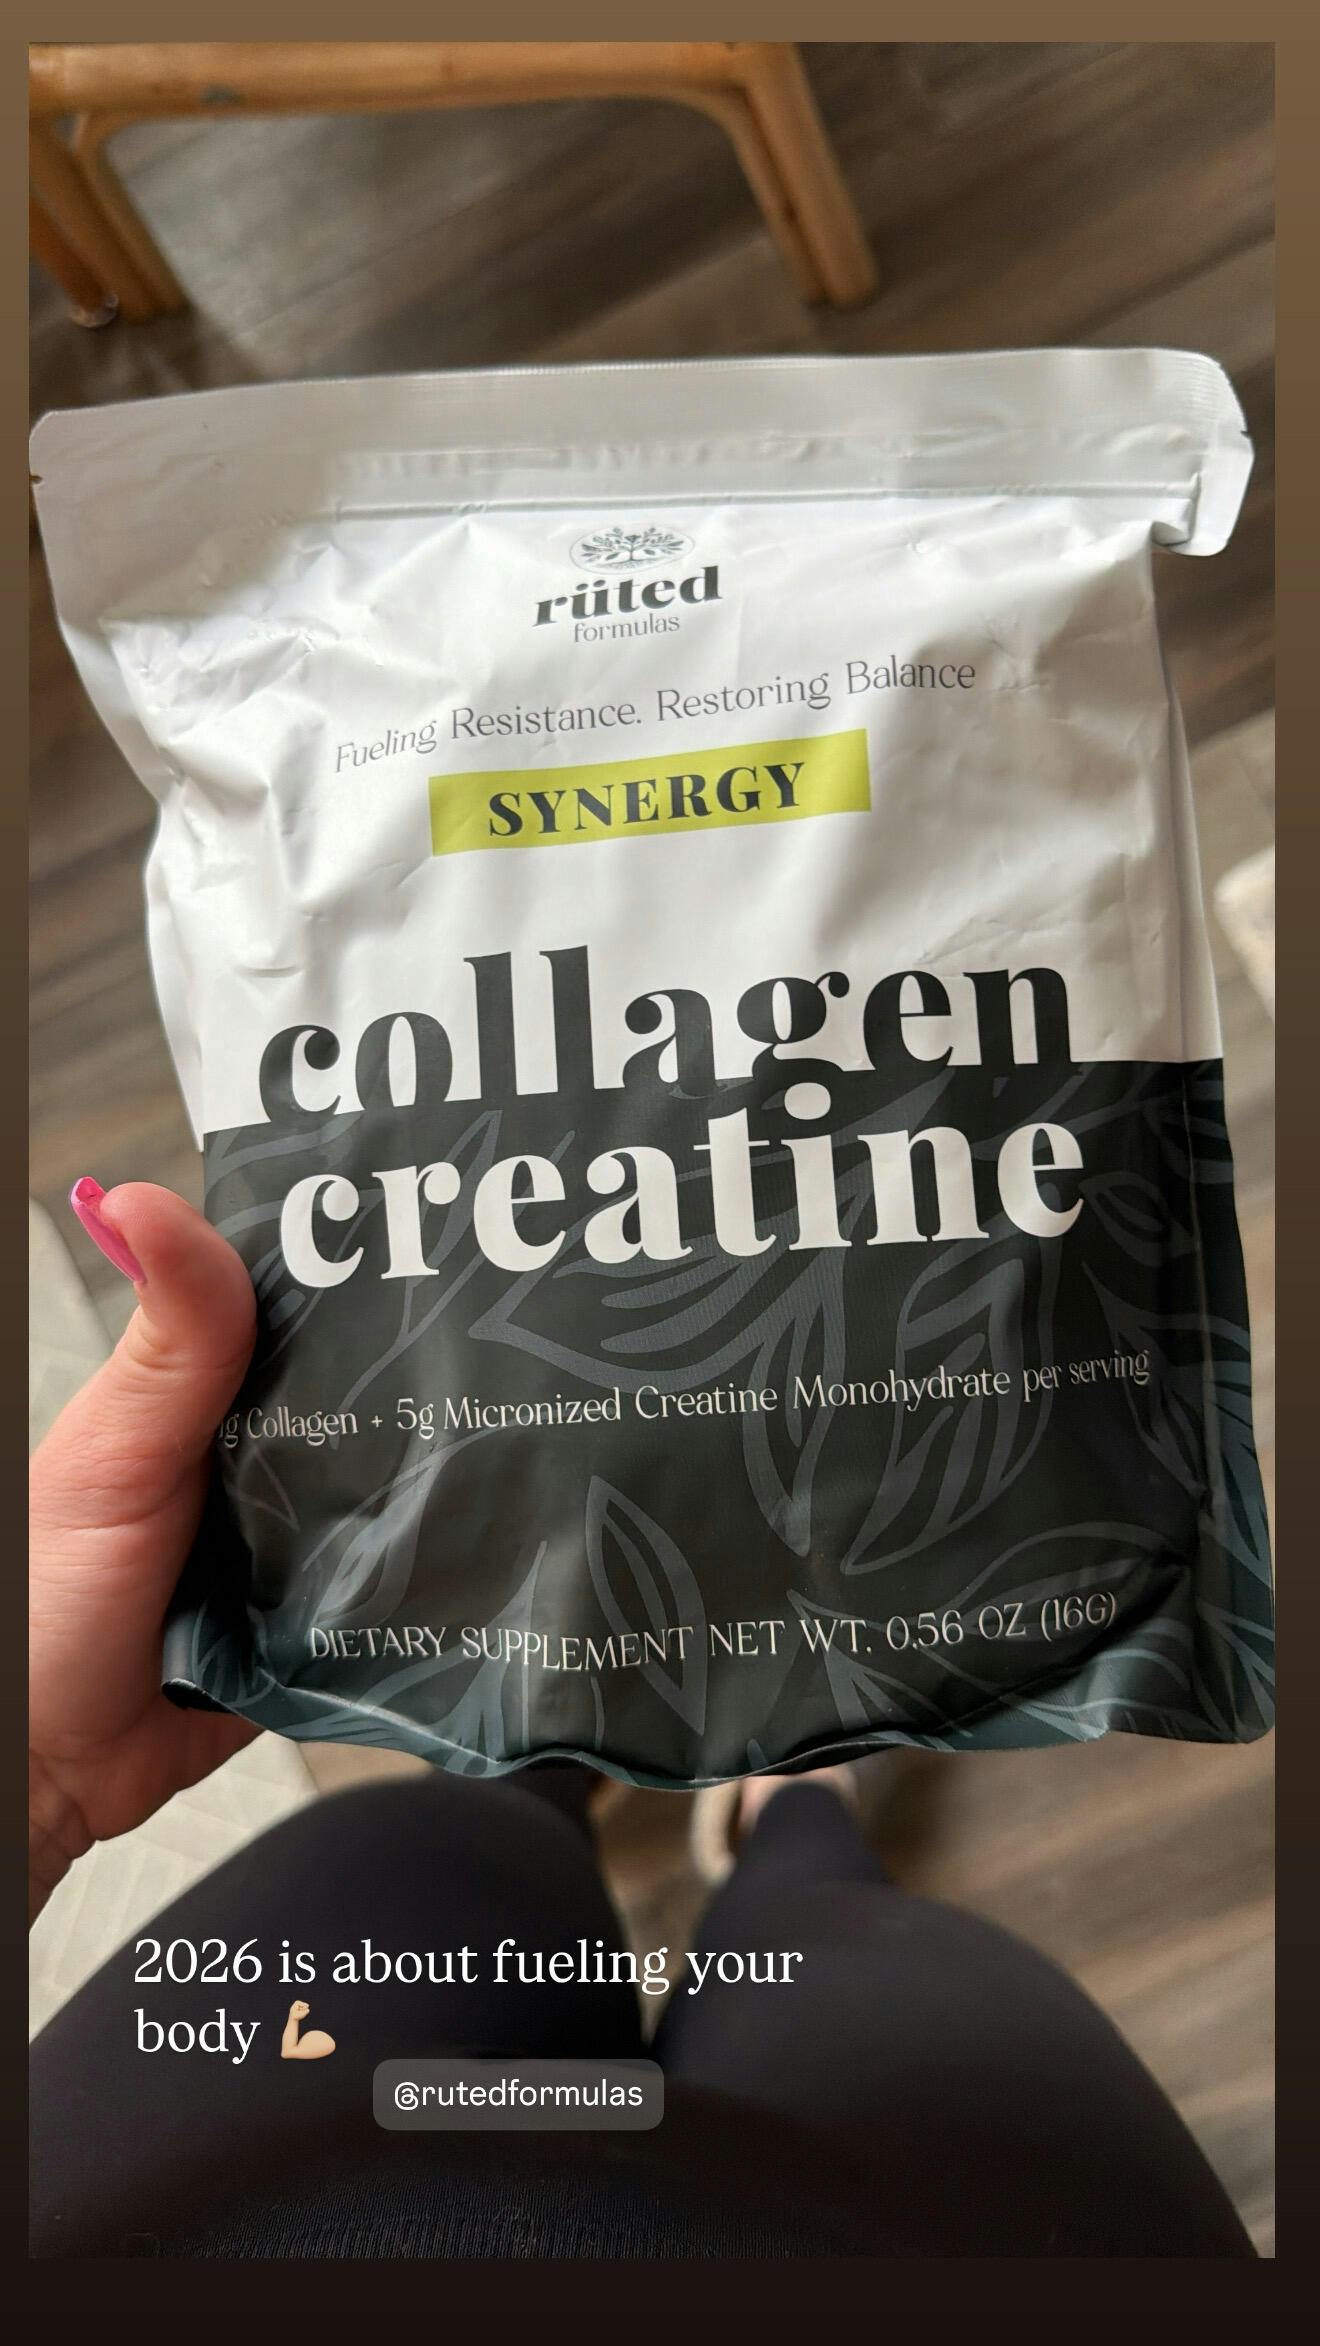 rüted
formulas
Fueling Resistance. Restoring Balance
SYNERGY
collagen
creatine
Collagen + 5g Micronized Creatine Monohydrate per serving
DIETARY SUPPLEMENT NET WT. 0.56 OZ (16G)
2026 is about fueling your
body 💪🏼
@rutedformulas